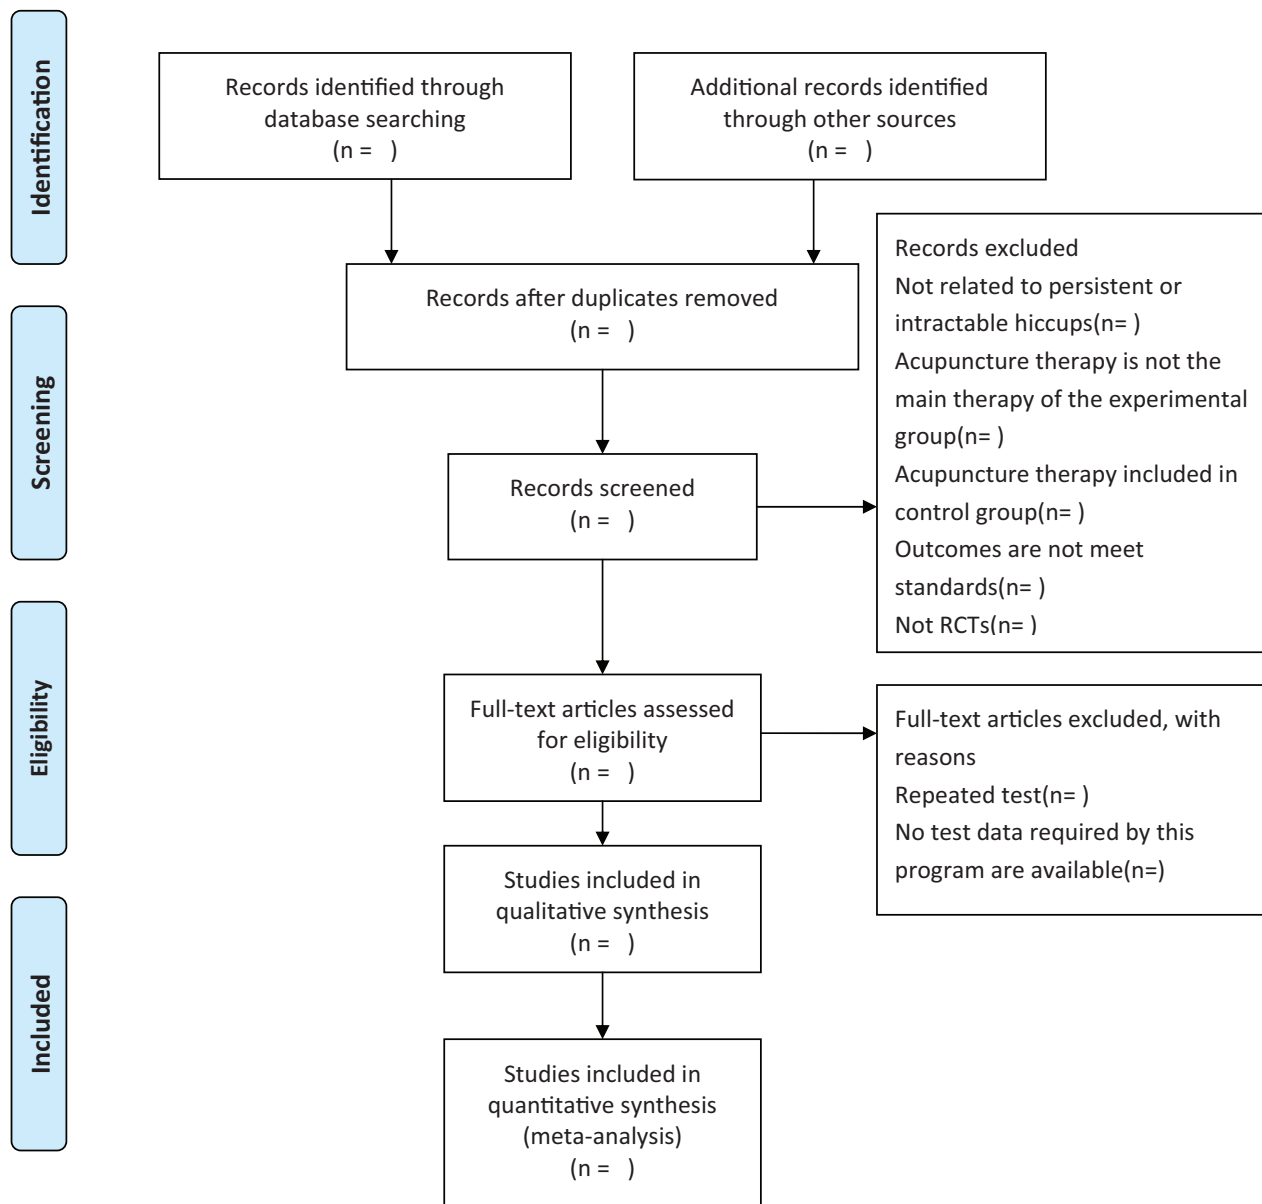 Identification
Records identified through
database searching
(n =   )
Additional records identified
through other sources
(n =   )
Records after duplicates removed
(n =   )
Screening
Records screened
(n =   )
Records excluded
Not related to persistent or
intractable hiccups(n= )
Acupuncture therapy is not the
main therapy of the experimental
group(n= )
Acupuncture therapy included in
control group(n= )
Outcomes are not meet
standards(n= )
Not RCTs(n= )
Eligibility
Full-text articles assessed
for eligibility
(n =   )
Full-text articles excluded, with
reasons
Repeated test(n= )
No test data required by this
program are available(n=)
Studies included in
qualitative synthesis
(n =   )
Included
Studies included in
quantitative synthesis
(meta-analysis)
(n =   )